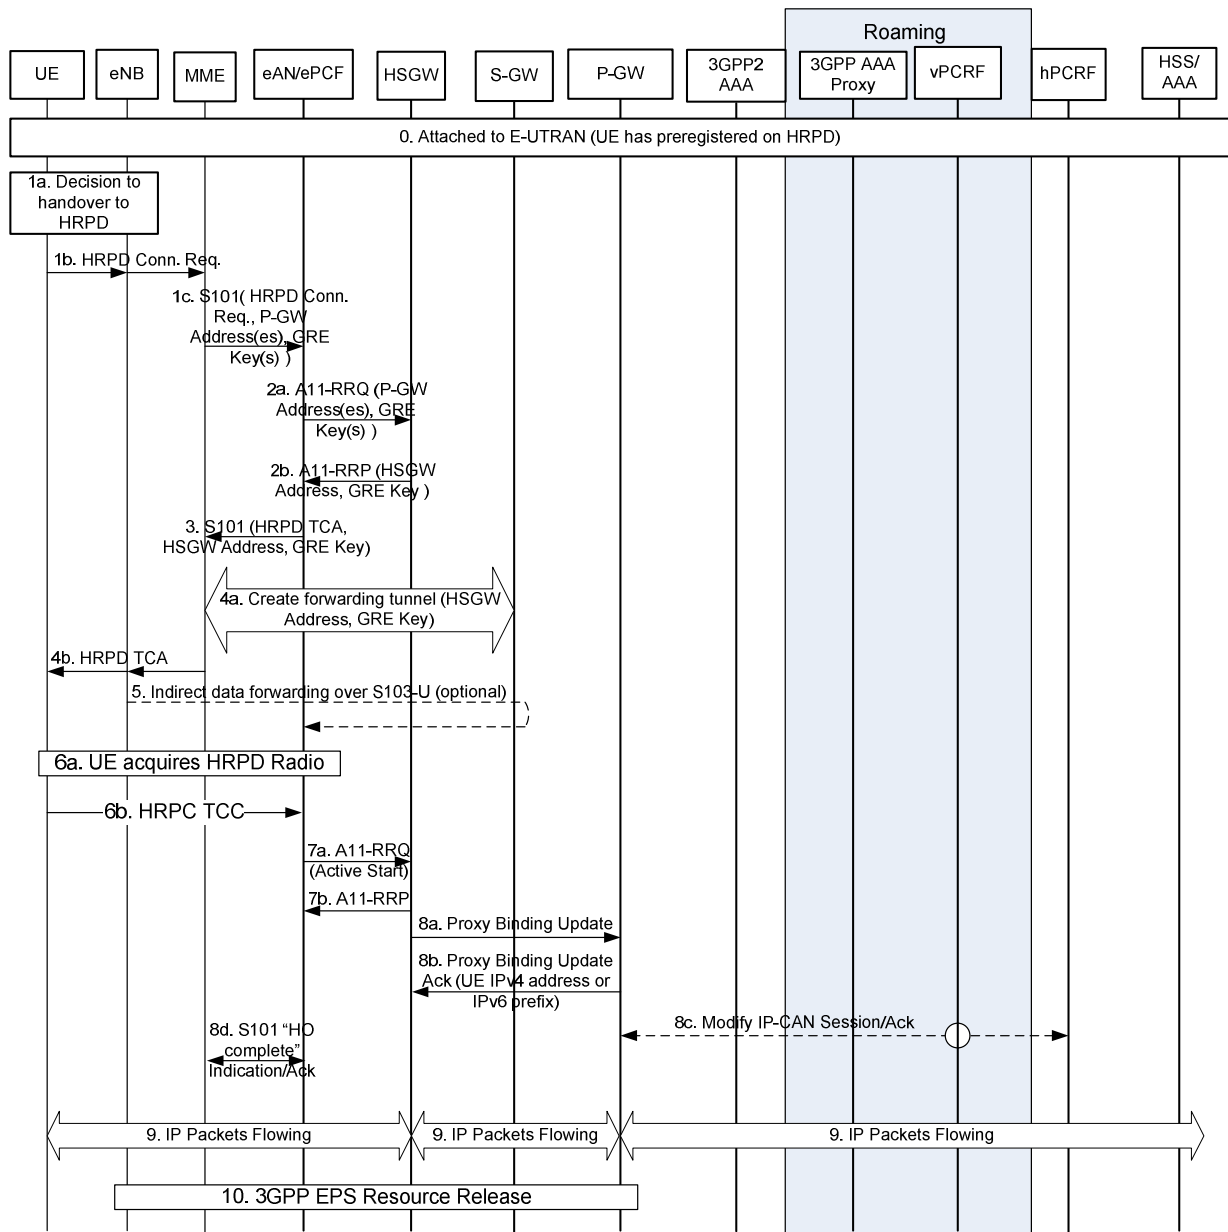 Roaming
UE
eNB
MME
eAN/ePCF
HSGW
S-GW
P-GW
3GPP2
AAA
3GPP AAA
Proxy
vPCRF
hPCRF
HSS/
AAA
0. Attached to E-UTRAN (UE has preregistered on HRPD)
1a. Decision to
handover to
HRPD
1b. HRPD Conn. Req.
1c. S101( HRPD Conn.
Req., P-GW
Address(es), GRE
Key(s) )
2a. A11-RRQ (P-GW
Address(es), GRE
Key(s) )
2b. A11-RRP (HSGW
Address, GRE Key )
3. S101 (HRPD TCA,
HSGW Address, GRE Key)
4a. Create forwarding tunnel (HSGW
Address, GRE Key)
4b. HRPD TCA
5. Indirect data forwarding over S103-U (optional)
6a. UE acquires HRPD Radio
6b. HRPC TCC
7a. A11-RRQ
(Active Start)
7b. A11-RRP
8a. Proxy Binding Update
8b. Proxy Binding Update
Ack (UE IPv4 address or
IPv6 prefix)
8c. Modify IP-CAN Session/Ack
8d. S101 “HO
complete”
Indication/Ack
9. IP Packets Flowing
9. IP Packets Flowing
9. IP Packets Flowing
10. 3GPP EPS Resource Release